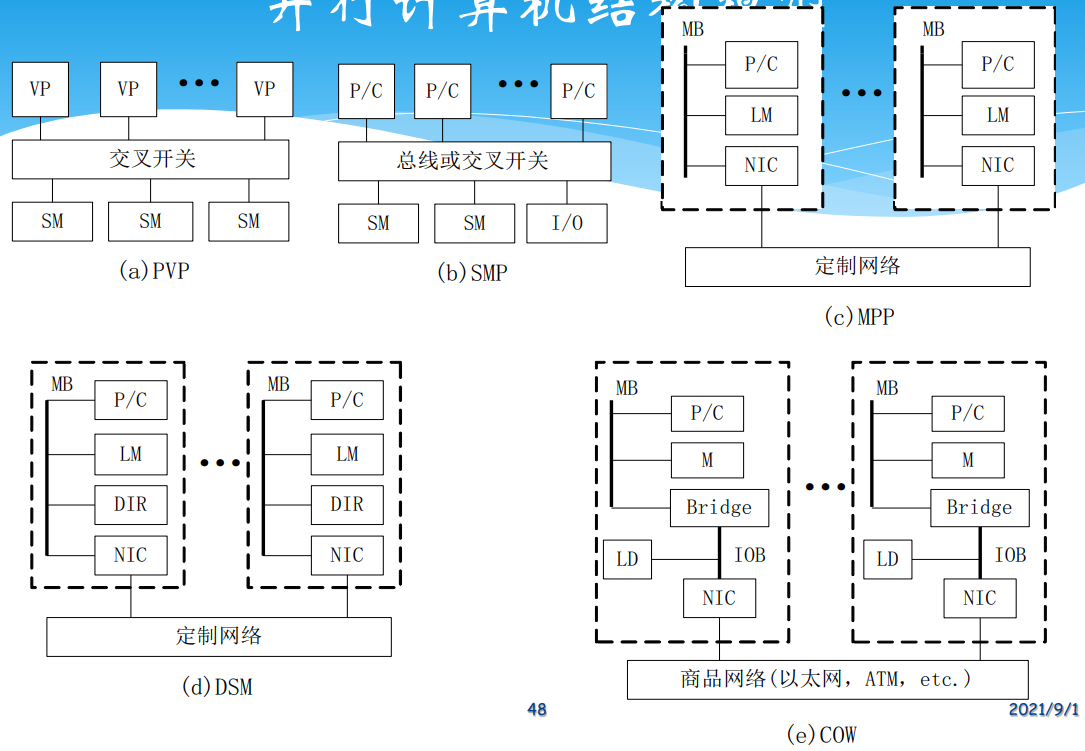 并行计算机结构模型
VP VP ••• VP
交叉开关
SM SM SM
(a)PVP
P/C P/C ••• P/C
总线或交叉开关
SM SM I/O
(b)SMP
MB
P/C
LM
NIC
•••
MB
P/C
LM
NIC
定制网络
(c)MPP
MB
P/C
LM
DIR
NIC
•••
MB
P/C
LM
DIR
NIC
定制网络
(d)DSM
MB
P/C
M
Bridge
LD
IOB
NIC
•••
MB
P/C
M
Bridge
LD
IOB
NIC
商品网络(以太网, ATM, etc.)
(e)COW
48
2021/9/1